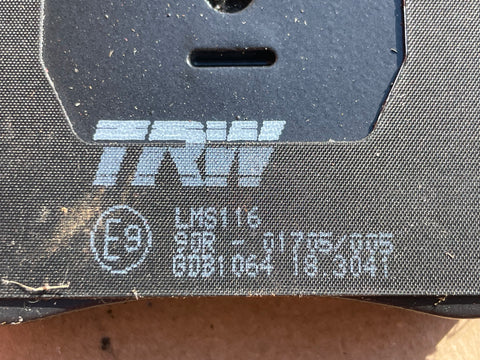 TRW
LMS116
E9 90R - 01705/005
GDB1064 18.3041